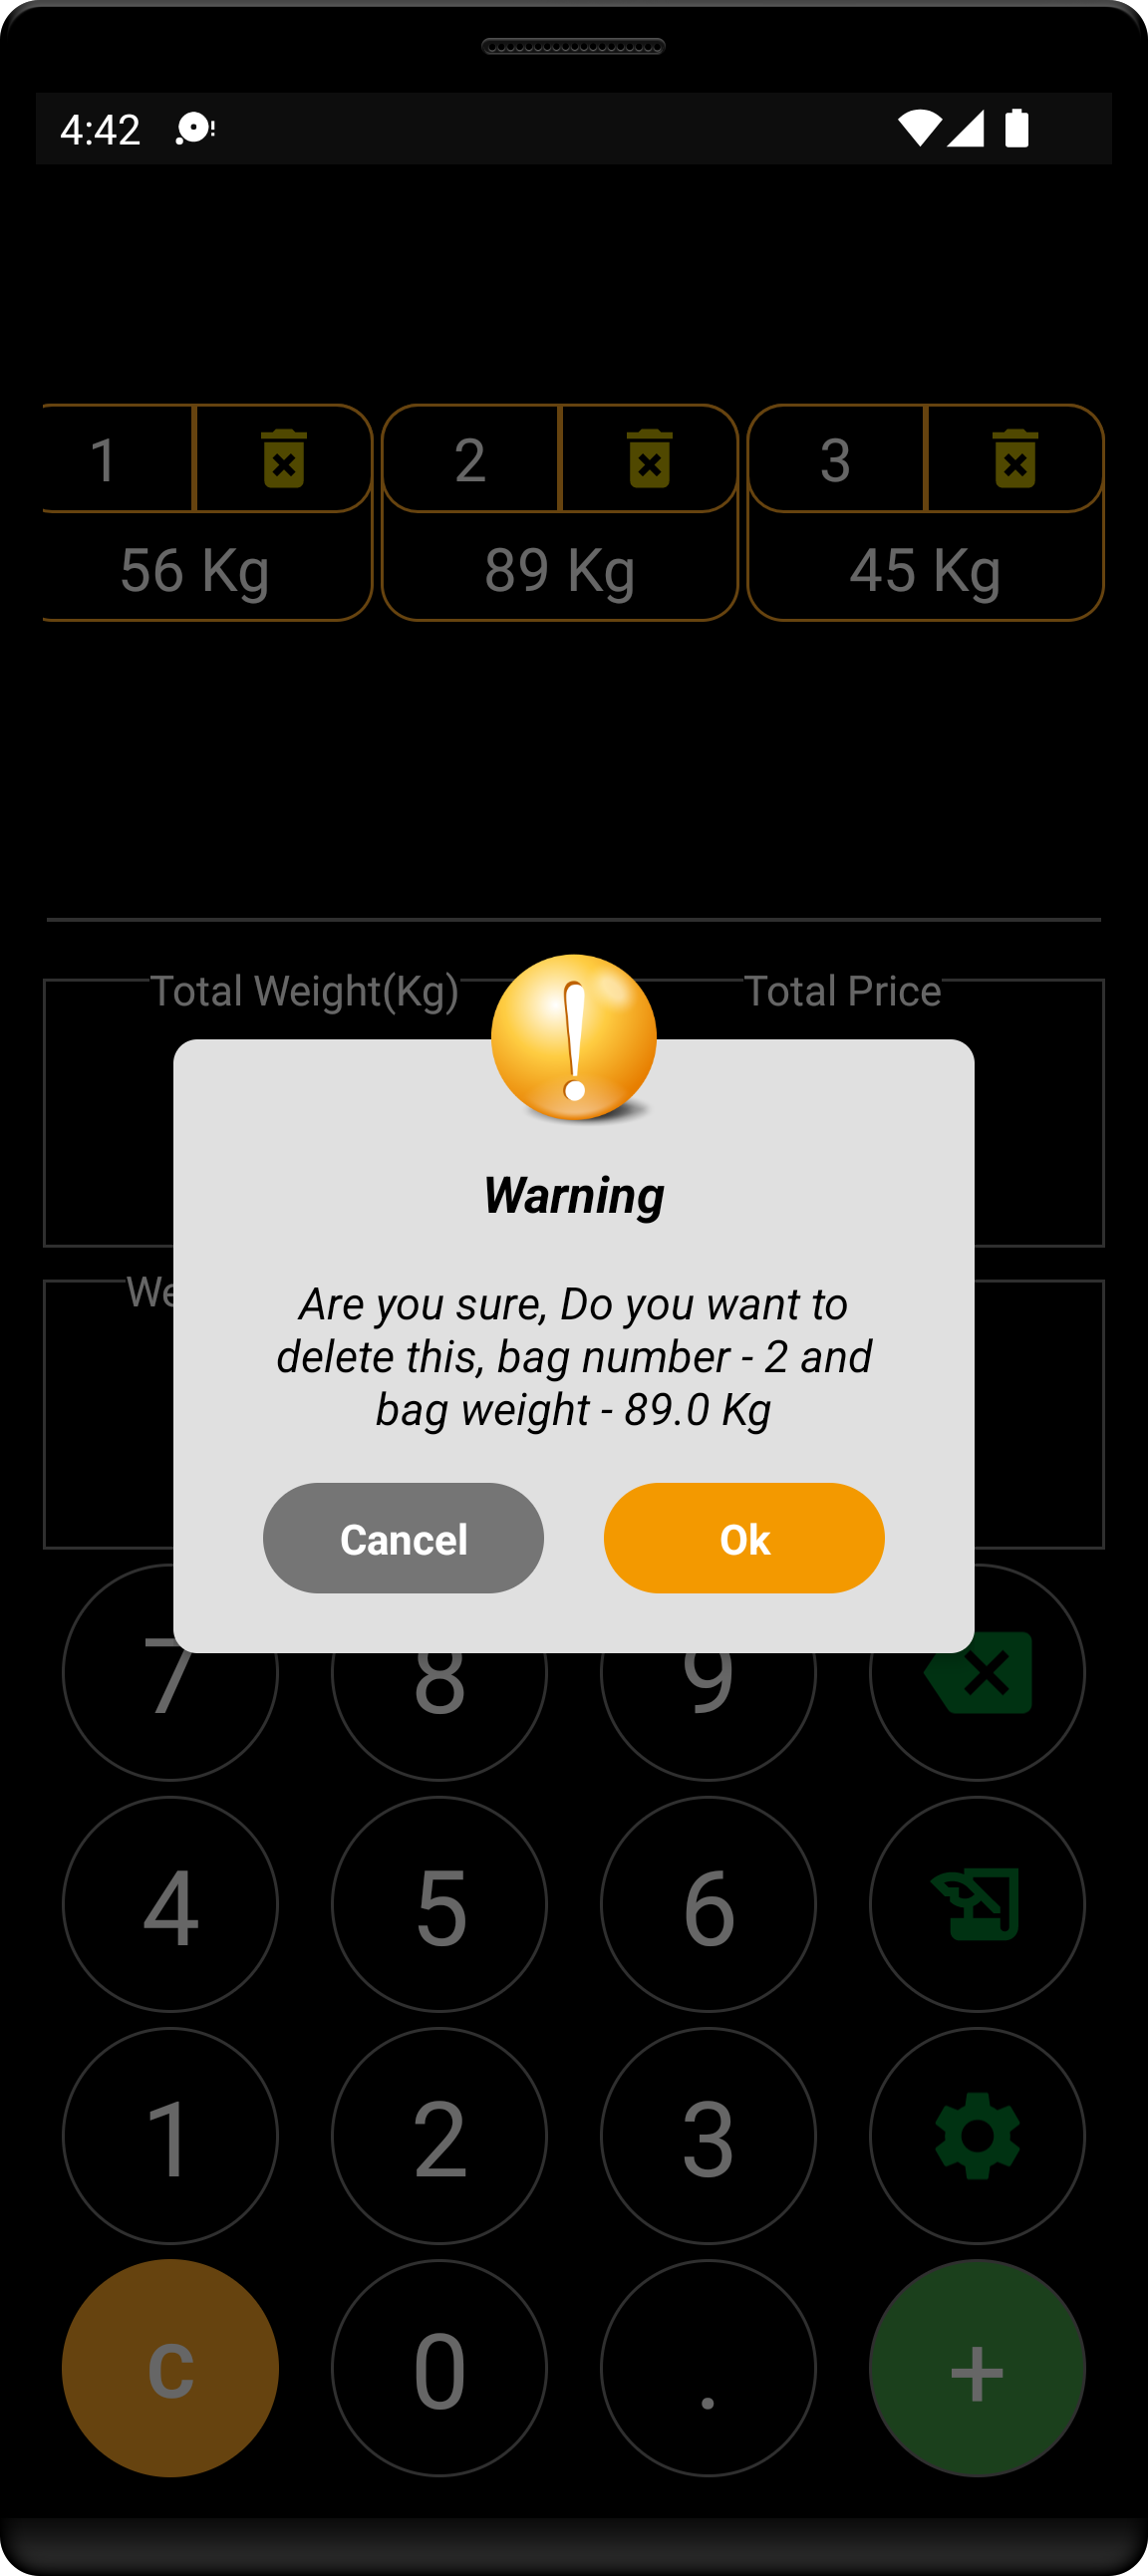 4:42
1
2
3
56 Kg
89 Kg
45 Kg
Total Weight(Kg)
Total Price
Warning
Are you sure, Do you want to
delete this, bag number - 2 and
bag weight - 89.0 Kg
Cancel
Ok
7 8 9
4 5 6
1 2 3
C 0 . +